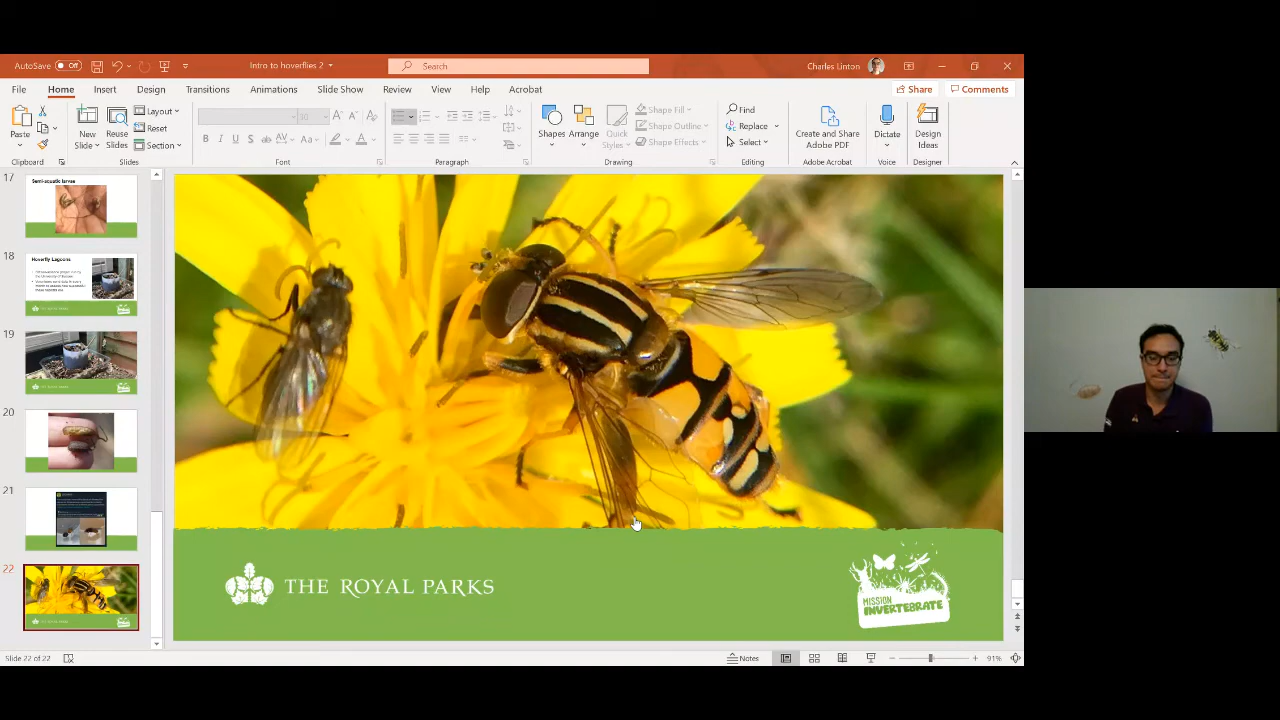 AutoSave Off
Intro to hoverflies 2
Search
Charles Linton
File Home Insert Design Transitions Animations Slide Show Review View Help Acrobat
Share Comments
Paste
New Slide
Reuse Slides
Layout
Reset
Section
B I U S ab AV Aa A
Shapes
Arrange
Quick Styles
Shape Fill
Shape Outline
Shape Effects
Find
Replace
Select
Create and Share Adobe PDF
Dictate
Design Ideas
Clipboard Slides Font Paragraph Drawing Editing Adobe Acrobat Voice Designer
17
Semi-aquatic larvae
18
Hoverfly Lagoons
19
20
21
22
THE ROYAL PARKS
MISSION
INVERTEBRATE
Slide 22 of 22
Notes
91%